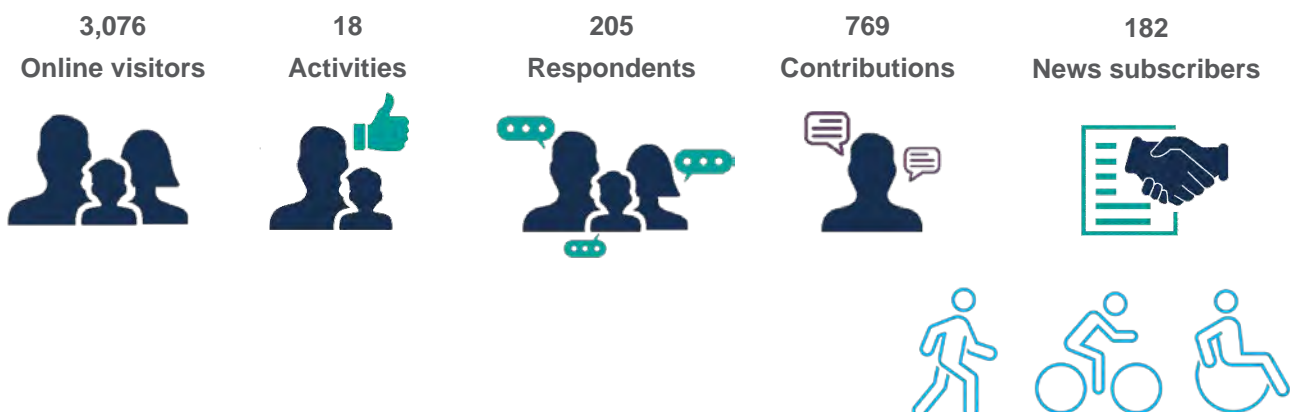 3,076
Online visitors
18
Activities
205
Respondents
769
Contributions
182
News subscribers